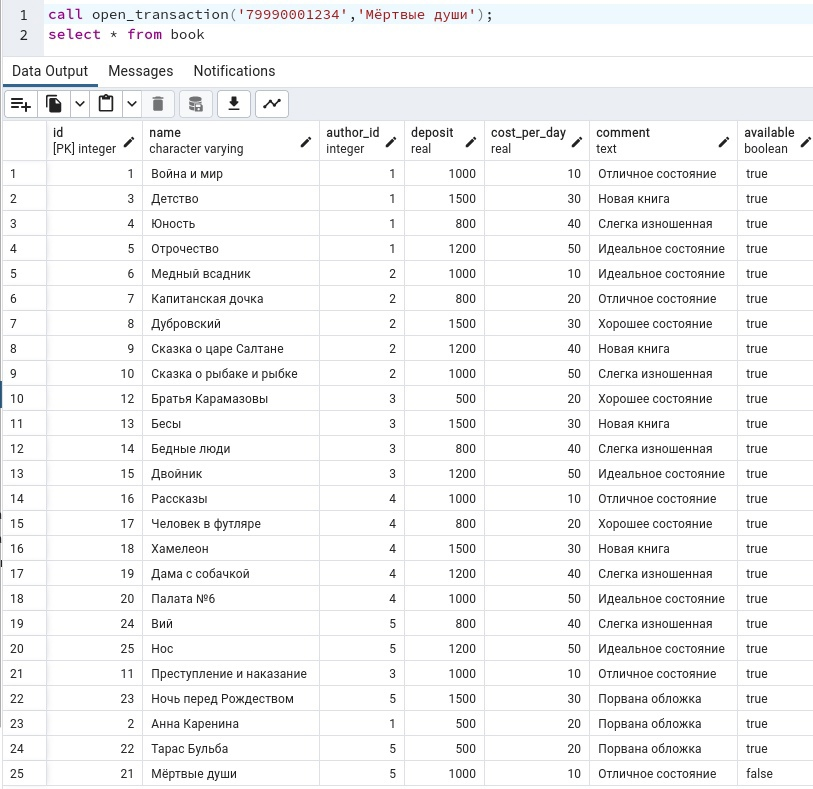 1 call open_transaction('79990001234','Мёртвые души');
2 select * from book
Data Output Messages Notifications
id name author_id deposit cost_per_day comment available
[PK] integer character varying integer real real text boolean
1 1 Война и мир 1 1000 10 Отличное состояние true
2 3 Детство 1 1500 30 Новая книга true
3 4 Юность 1 800 40 Слегка изношенная true
4 5 Отрочество 1 1200 50 Идеальное состояние true
5 6 Медный всадник 2 1000 10 Идеальное состояние true
6 7 Капитанская дочка 2 800 20 Отличное состояние true
7 8 Дубровский 2 1500 30 Хорошее состояние true
8 9 Сказка о царе Салтане 2 1200 40 Новая книга true
9 10 Сказка о рыбаке и рыбке 2 1000 50 Слегка изношенная true
10 12 Братья Карамазовы 3 500 20 Хорошее состояние true
11 13 Бесы 3 1500 30 Новая книга true
12 14 Бедные люди 3 800 40 Слегка изношенная true
13 15 Двойник 3 1200 50 Идеальное состояние true
14 16 Рассказы 4 1000 10 Отличное состояние true
15 17 Человек в футляре 4 800 20 Хорошее состояние true
16 18 Хамелеон 4 1500 30 Новая книга true
17 19 Дама с собачкой 4 1200 40 Слегка изношенная true
18 20 Палата №6 4 1000 50 Идеальное состояние true
19 24 Вий 5 800 40 Слегка изношенная true
20 25 Нос 5 1200 50 Идеальное состояние true
21 11 Преступление и наказание 3 1000 10 Отличное состояние true
22 23 Ночь перед Рождеством 5 1500 30 Порвана обложка true
23 2 Анна Каренина 1 500 20 Порвана обложка true
24 22 Тарас Бульба 5 500 20 Порвана обложка true
25 21 Мёртвые души 5 1000 10 Отличное состояние false